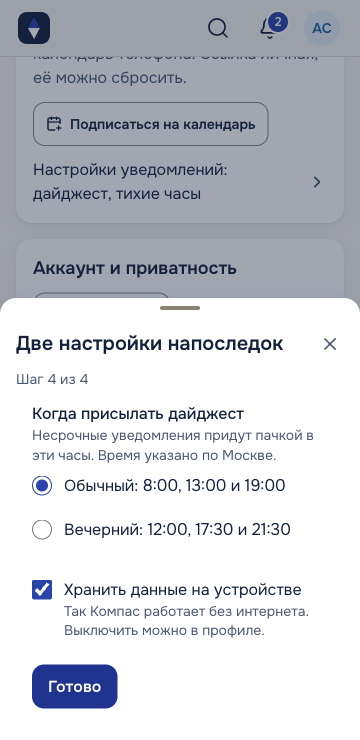 2
АС
календарь. Ссылка личная,
её можно сбросить.
Подписаться на календарь
Настройки уведомлений:
дайджест, тихие часы
Аккаунт и приватность
Две настройки напоследок
Шаг 4 из 4
Когда присылать дайджест
Несрочные уведомления придут пачкой в
эти часы. Время указано по Москве.
Обычный: 8:00, 13:00 и 19:00
Вечерний: 12:00, 17:30 и 21:30
Хранить данные на устройстве
Так Компас работает без интернета.
Выключить можно в профиле.
Готово